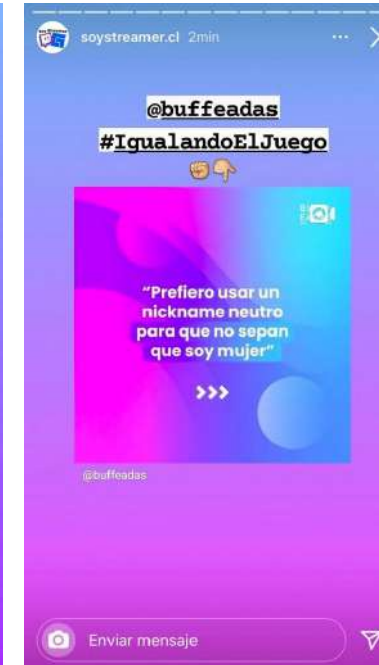 soystreamer.cl 2min
@buffeadas
#IgualandoElJuego
“Prefiero usar un
nickname neutro
para que no sepan
que soy mujer”
>>>
@buffeadas
Enviar mensaje